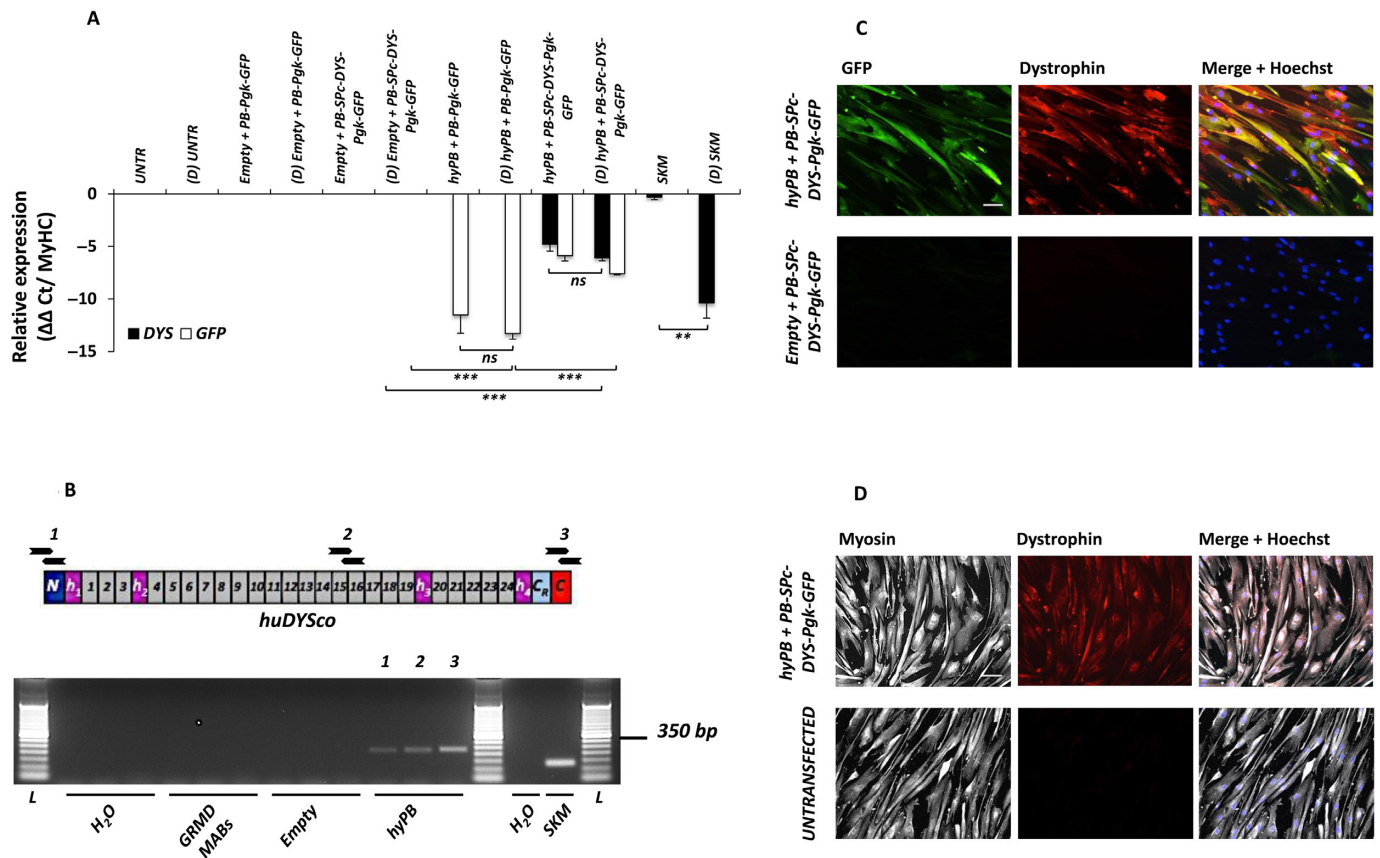 A
UNTR
(D) UNTR
Empty + PB-Pgk-GFP
(D) Empty + PB-Pgk-GFP
Empty + PB-SPc-DYS-
Pgk-GFP
(D) Empty + PB-SPc-DYS-
Pgk-GFP
hyPB + PB-Pgk-GFP
(D) hyPB + PB-Pgk-GFP
hyPB + PB-SPc-DYS-Pgk-
GFP
(D) hyPB + PB-SPc-DYS-
Pgk-GFP
SKM
(D) SKM
Relative expression
(ΔΔ Ct/ MyHC)
0
−5
−10
−15
DYS GFP
ns
ns
**
***
***
***
B
1 2 3
N h1 1 2 3 h2 4 5 6 7 8 9 10 11 12 13 14 15 16 17 18 19 h3 20 21 22 23 24 h4 CR C
huDYSco
1 2 3
350 bp
L
H2O
GRMD
MABs
Empty
hyPB
H2O
SKM
L
C
GFP Dystrophin Merge + Hoechst
hyPB + PB-SPc-
DYS-Pgk-GFP
Empty + PB-SPc-
DYS-Pgk-GFP
D
Myosin Dystrophin Merge + Hoechst
hyPB + PB-SPc-
DYS-Pgk-GFP
UNTRANSFECTED